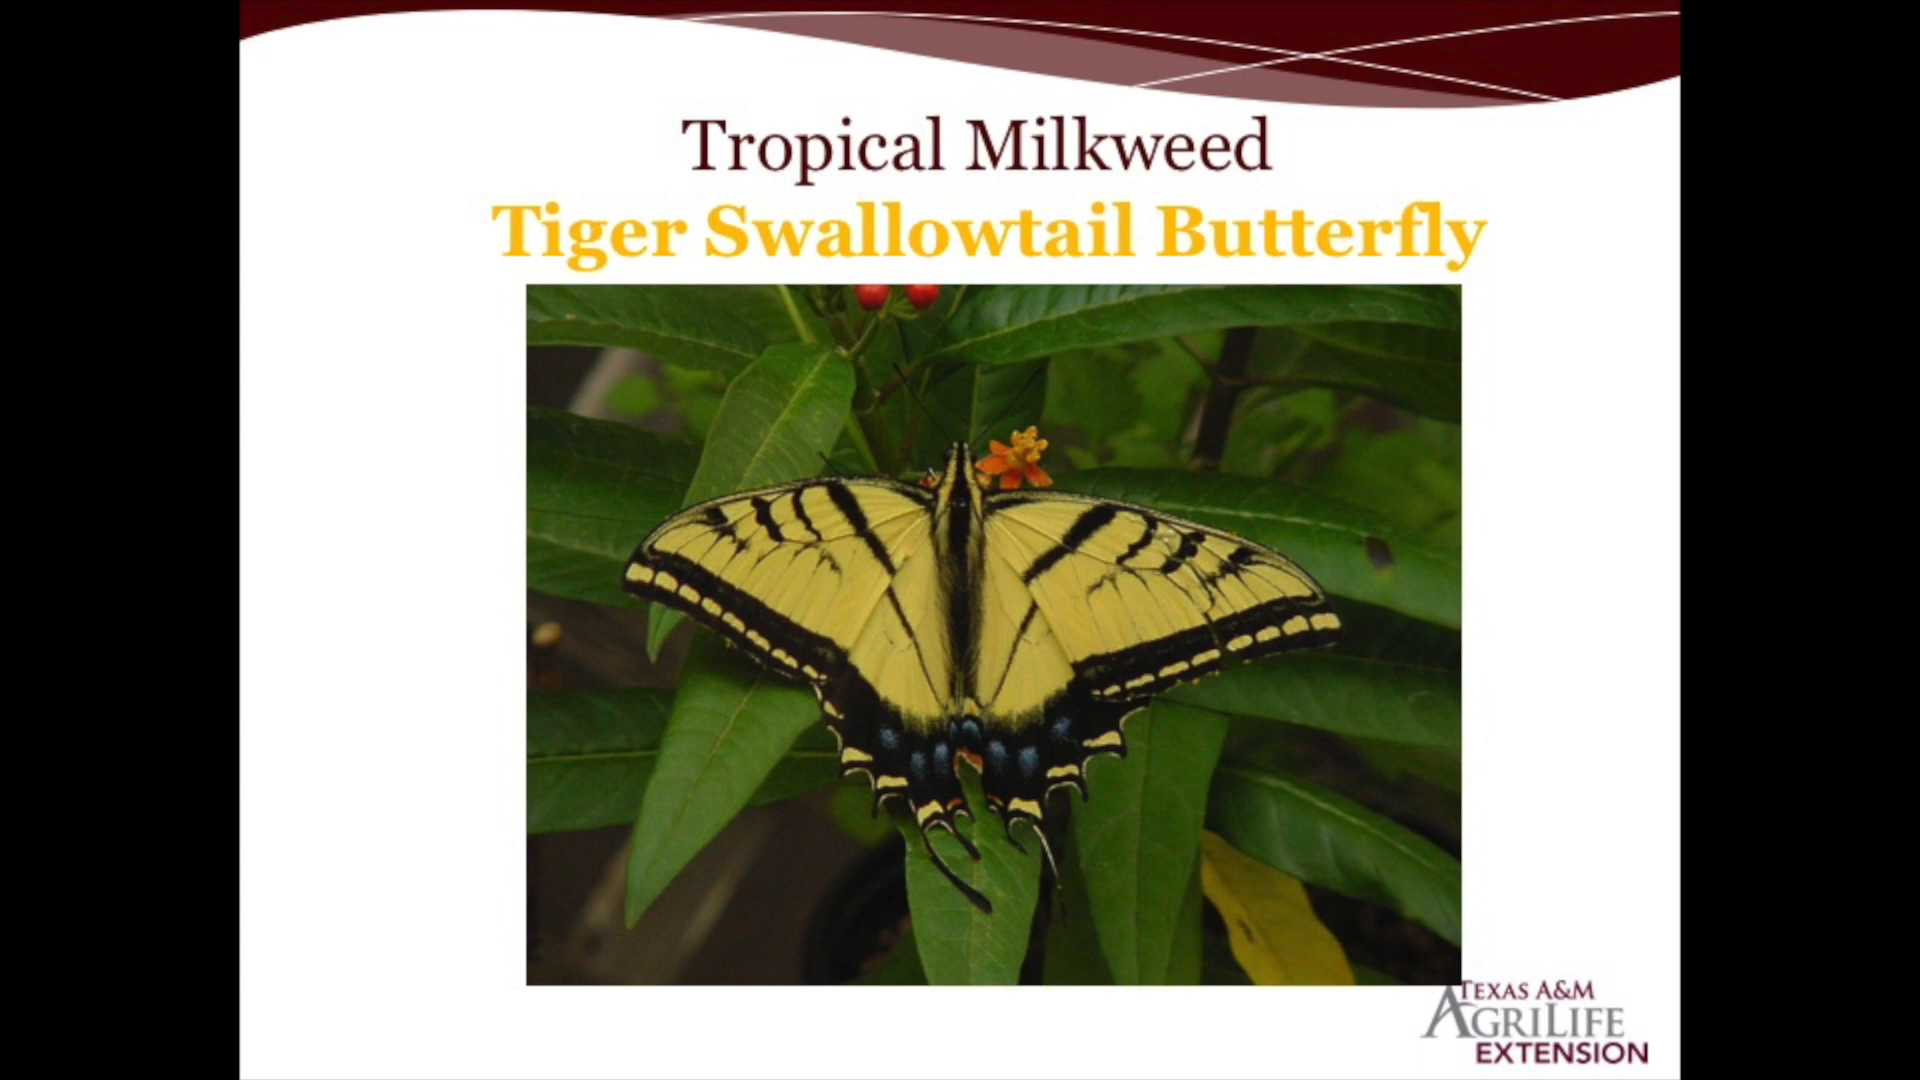 Tropical Milkweed
Tiger Swallowtail Butterfly
TEXAS A&M
AGRILIFE
EXTENSION